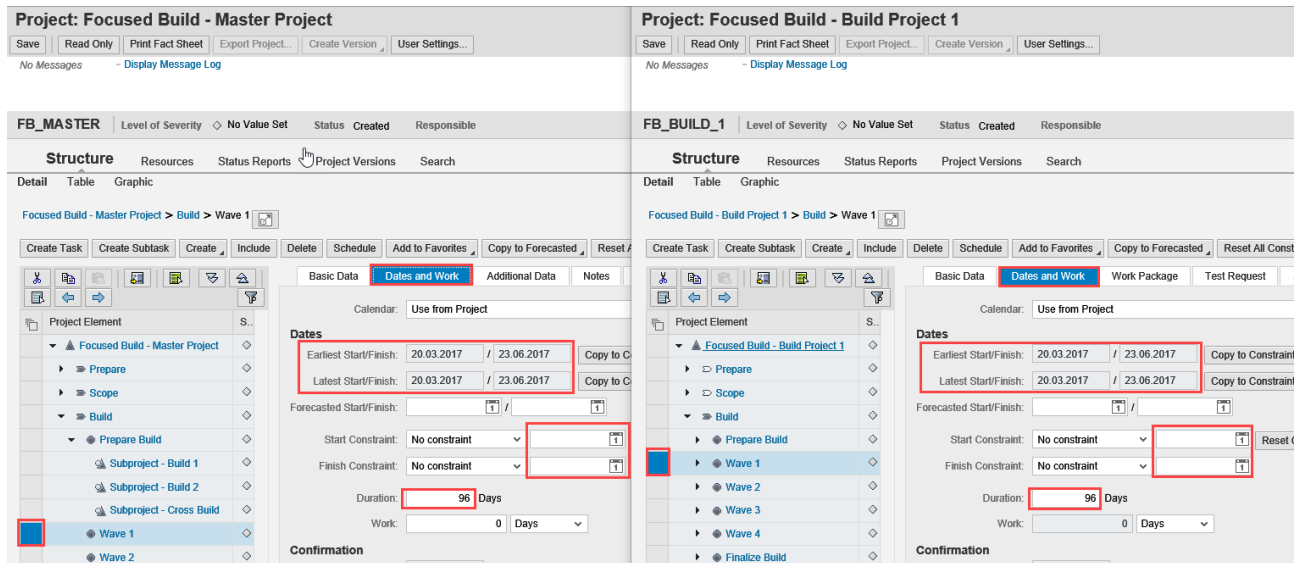 Project: Focused Build - Master Project
Save Read Only Print Fact Sheet Export Project... Create Version User Settings...
No Messages - Display Message Log
FB_MASTER Level of Severity No Value Set Status Created Responsible
Structure Resources Status Reports Project Versions Search
Detail Table Graphic
Focused Build - Master Project > Build > Wave 1
Create Task Create Subtask Create Include Delete Schedule Add to Favorites Copy to Forecasted Reset A
Basic Data Dates and Work Additional Data Notes
Project Element S..
Focused Build - Master Project
Prepare
Scope
Build
Prepare Build
Subproject - Build 1
Subproject - Build 2
Subproject - Cross Build
Wave 1
Wave 2
Calendar: Use from Project
Dates
Earliest Start/Finish: 20.03.2017 / 23.06.2017 Copy to C
Latest Start/Finish: 20.03.2017 / 23.06.2017 Copy to C
Forecasted Start/Finish: 1 / 1
Start Constraint: No constraint 1
Finish Constraint: No constraint 1
Duration: 96 Days
Work: 0 Days
Confirmation
Project: Focused Build - Build Project 1
Save Read Only Print Fact Sheet Export Project... Create Version User Settings...
No Messages - Display Message Log
FB_BUILD_1 Level of Severity No Value Set Status Created Responsible
Structure Resources Status Reports Project Versions Search
Detail Table Graphic
Focused Build - Build Project 1 > Build > Wave 1
Create Task Create Subtask Create Include Delete Schedule Add to Favorites Copy to Forecasted Reset All Const
Basic Data Dates and Work Work Package Test Request
Project Element S..
Focused Build - Build Project 1
Prepare
Scope
Build
Prepare Build
Wave 1
Wave 2
Wave 3
Wave 4
Finalize Build
Calendar: Use from Project
Dates
Earliest Start/Finish: 20.03.2017 / 23.06.2017 Copy to Constraint
Latest Start/Finish: 20.03.2017 / 23.06.2017 Copy to Constraint
Forecasted Start/Finish: 1 / 1
Start Constraint: No constraint 1 Reset C
Finish Constraint: No constraint 1
Duration: 96 Days
Work: 0 Days
Confirmation